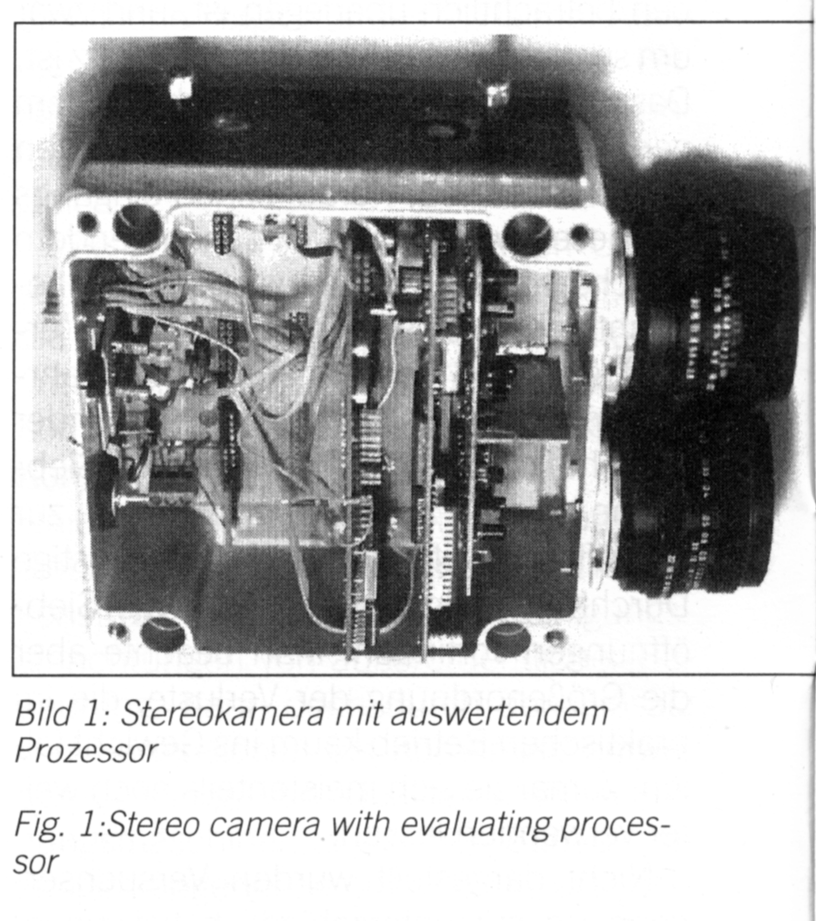 Bild 1: Stereokamera mit auswertendem
Prozessor
Fig. 1:Stereo camera with evaluating proces-
sor